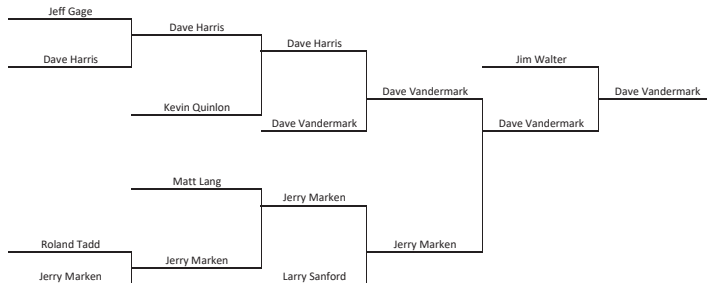 Jeff Gage
Dave Harris
Dave Harris
Jim Walter
Dave Harris
Dave Vandermark
Dave Vandermark
Kevin Quinlon
Dave Vandermark
Dave Vandermark
Matt Lang
Jerry Marken
Roland Tadd
Jerry Marken
Jerry Marken
Jerry Marken
Larry Sanford